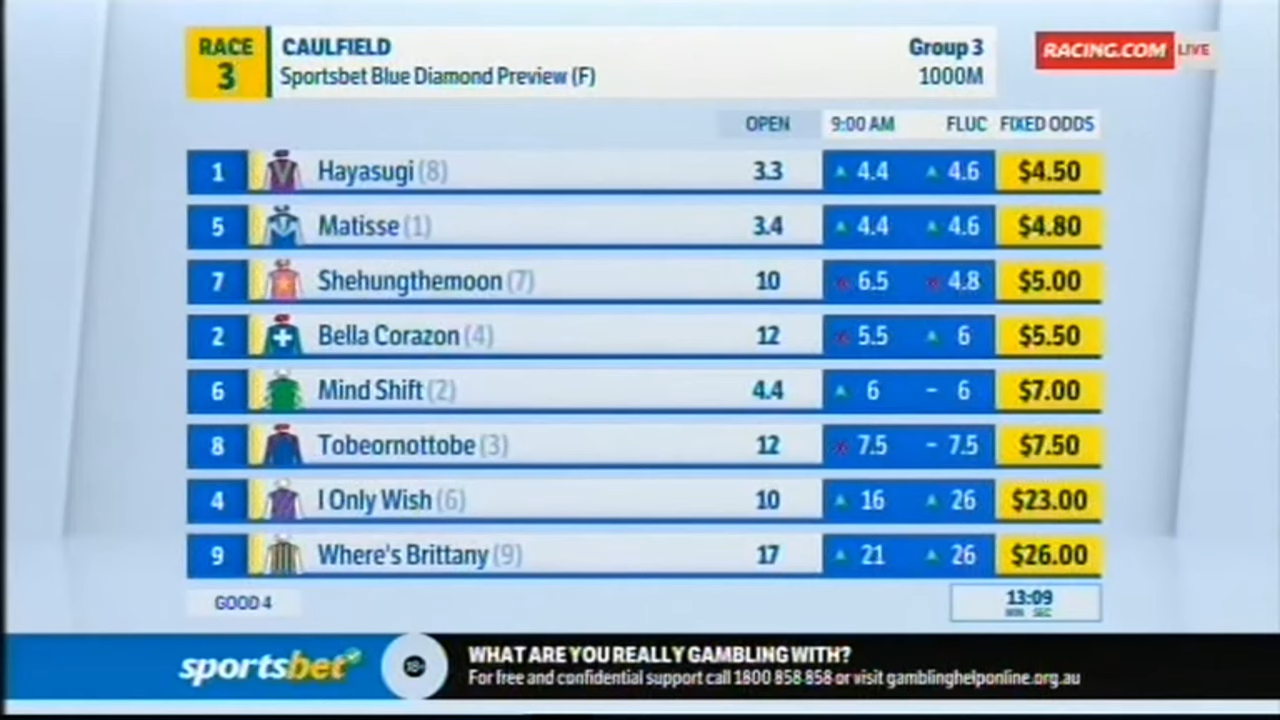 RACE 3 CAULFIELD Group 3
Sportsbet Blue Diamond Preview (F) 1000M
RACING.COM LIVE
OPEN 9:00 AM FLUC FIXED ODDS
1 Hayasugi (8) 3.3 4.4 4.6 $4.50
5 Matisse (1) 3.4 4.4 4.6 $4.80
7 Shehungthemoon (7) 10 6.5 4.8 $5.00
2 Bella Corazon (4) 12 5.5 6 $5.50
6 Mind Shift (2) 4.4 6 – 6 $7.00
8 Tobeornottobe (3) 12 7.5 – 7.5 $7.50
4 I Only Wish (6) 10 16 26 $23.00
9 Where's Brittany (9) 17 21 26 $26.00
GOOD 4 13:09
MIN SEC
sportsbet 18+ WHAT ARE YOU REALLY GAMBLING WITH?
For free and confidential support call 1800 858 858 or visit gamblinghelponline.org.au